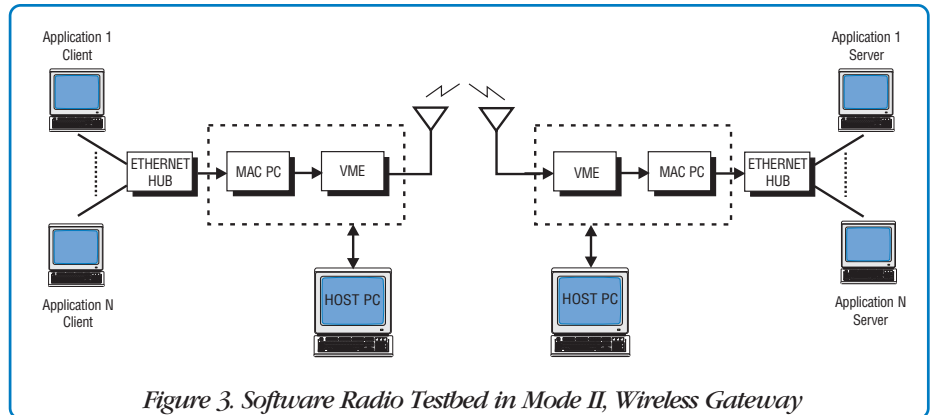 Application 1
Client
Application 1
Server
ETHERNET
HUB
MAC PC
VME
VME
MAC PC
ETHERNET
HUB
HOST PC
HOST PC
Application N
Client
Application N
Server
Figure 3. Software Radio Testbed in Mode II, Wireless Gateway